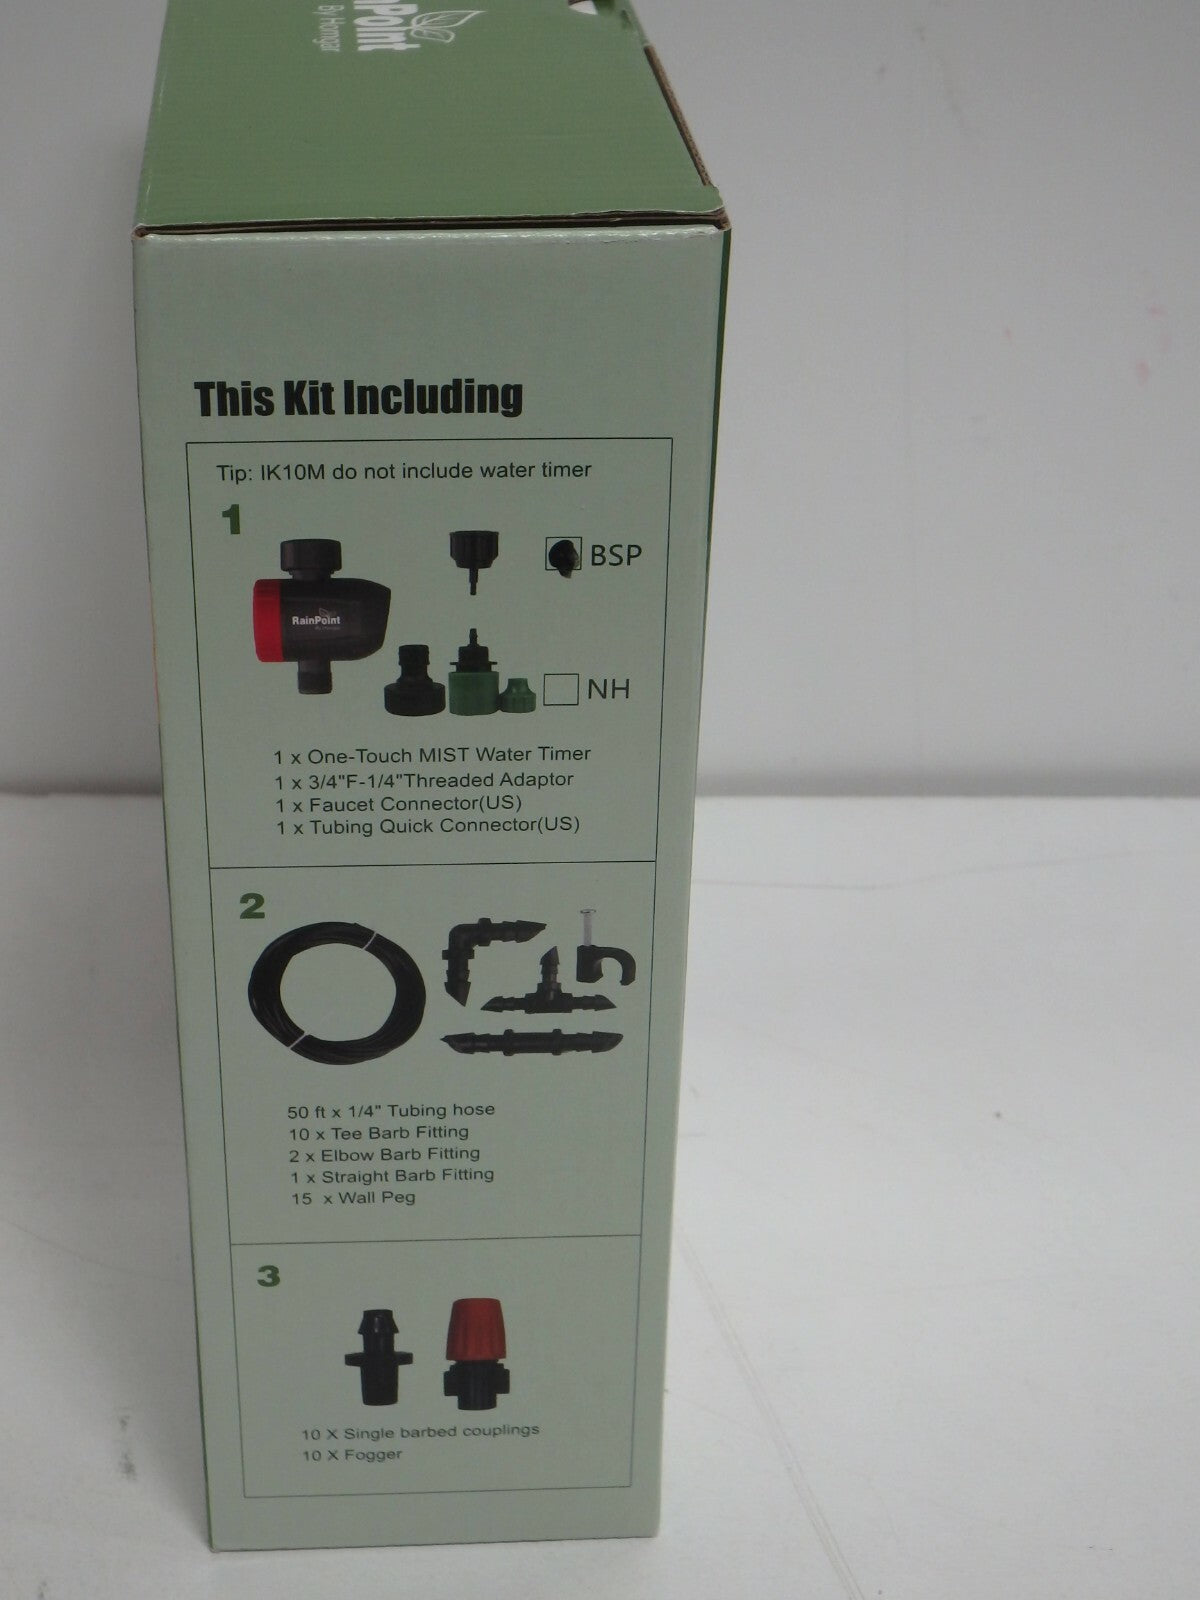 Point
By Homgar
This Kit Including
Tip: IK10M do not include water timer
1
BSP
RainPoint
NH
1 x One-Touch MIST Water Timer
1 x 3/4"F-1/4"Threaded Adaptor
1 x Faucet Connector(US)
1 x Tubing Quick Connector(US)
2
50 ft x 1/4" Tubing hose
10 x Tee Barb Fitting
2 x Elbow Barb Fitting
1 x Straight Barb Fitting
15 x Wall Peg
3
10 X Single barbed couplings
10 X Fogger